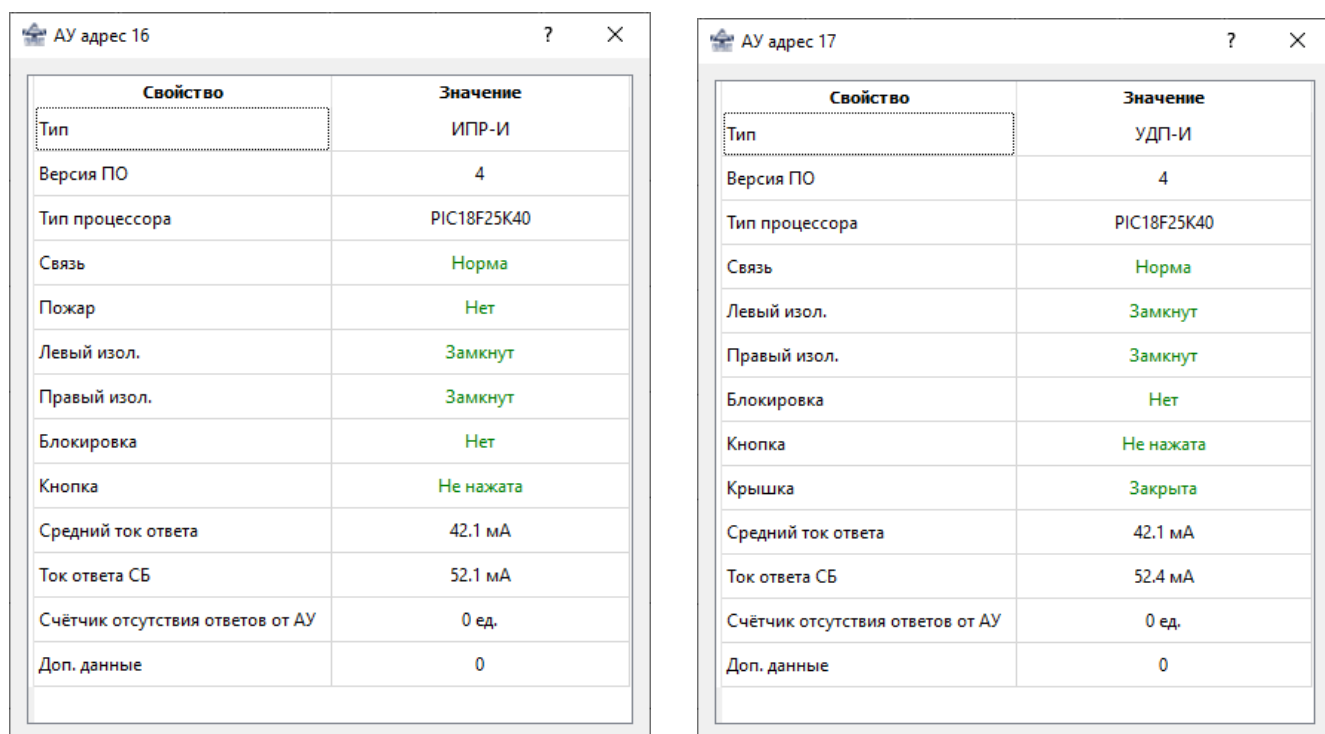 АУ адрес 16 ? ×
Свойство Значение
Тип ИПР-И
Версия ПО 4
Тип процессора PIC18F25K40
Связь Норма
Пожар Нет
Левый изол. Замкнут
Правый изол. Замкнут
Блокировка Нет
Кнопка Не нажата
Средний ток ответа 42.1 мА
Ток ответа СБ 52.1 мА
Счётчик отсутствия ответов от АУ 0 ед.
Доп. данные 0
АУ адрес 17 ? ×
Свойство Значение
Тип УДП-И
Версия ПО 4
Тип процессора PIC18F25K40
Связь Норма
Левый изол. Замкнут
Правый изол. Замкнут
Блокировка Нет
Кнопка Не нажата
Крышка Закрыта
Средний ток ответа 42.1 мА
Ток ответа СБ 52.4 мА
Счётчик отсутствия ответов от АУ 0 ед.
Доп. данные 0